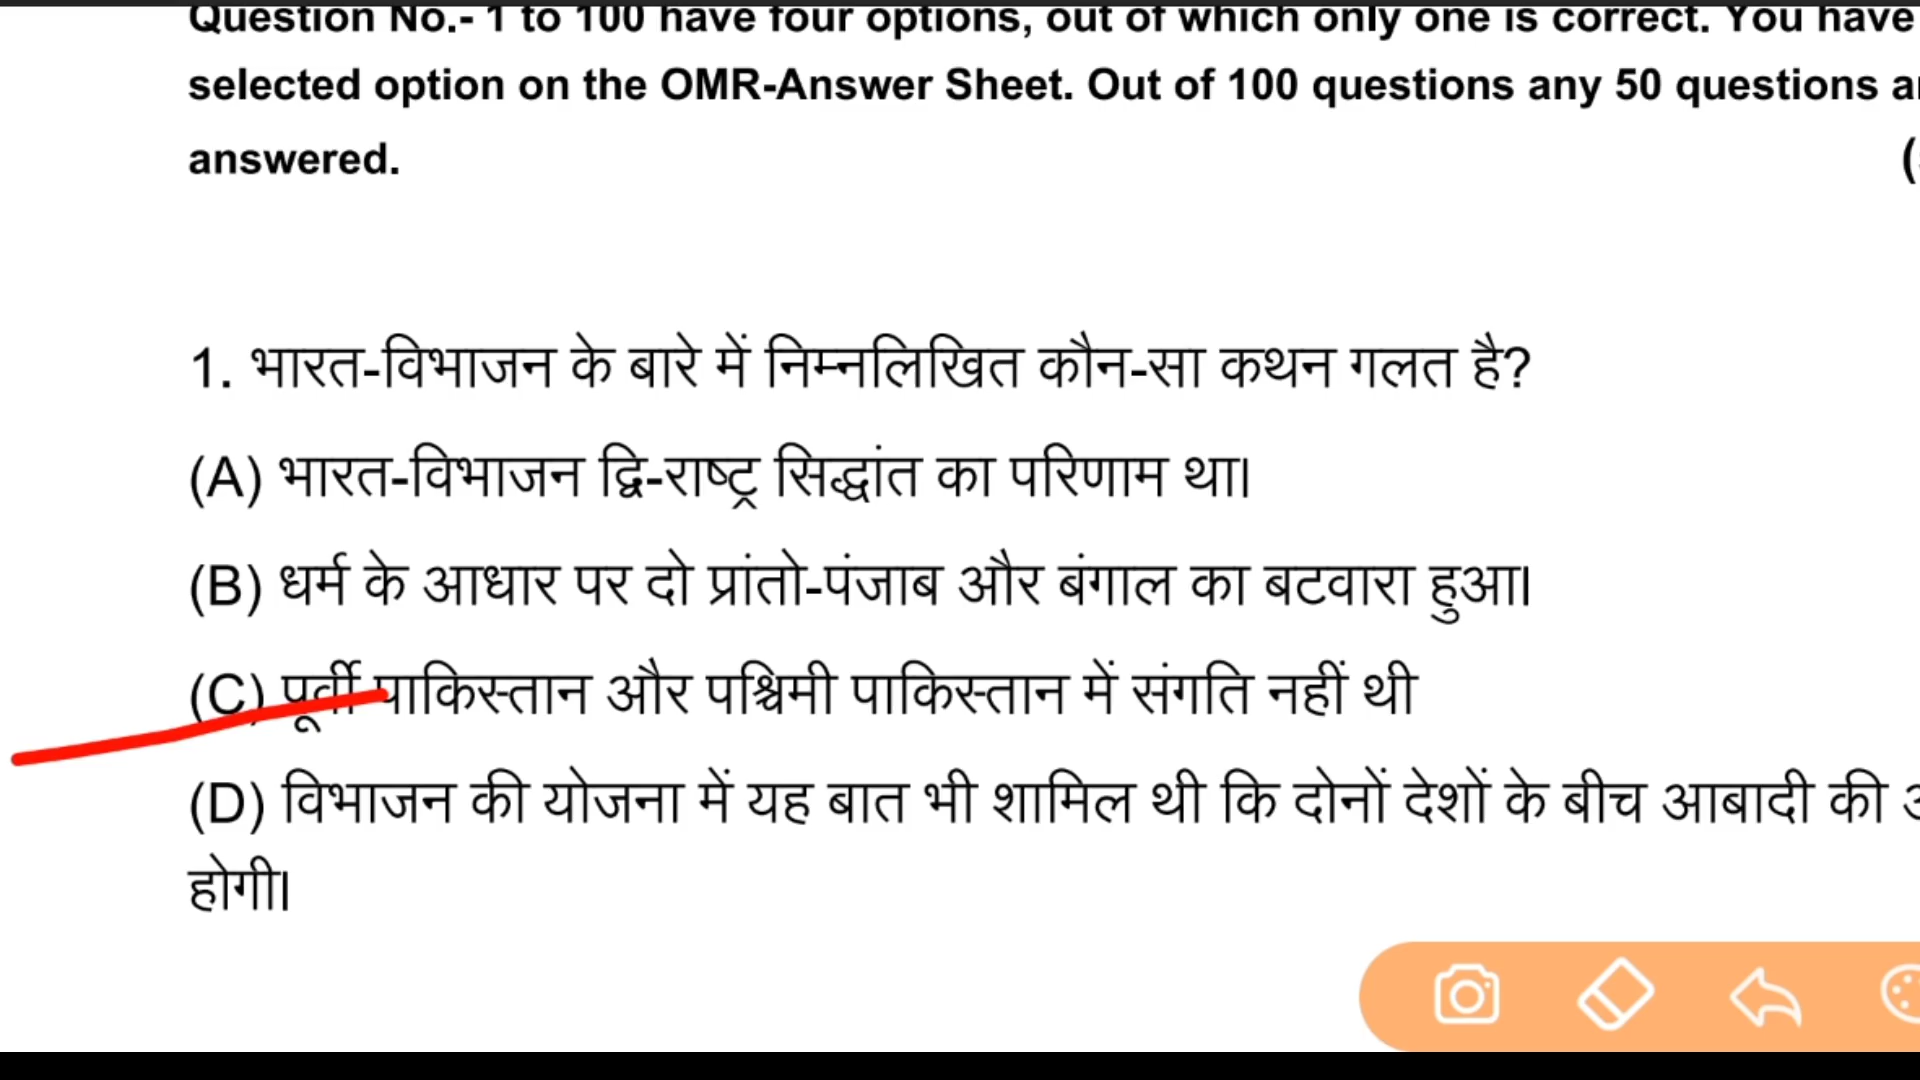 Question No.- 1 to 100 have four options, out of which only one is correct. You have
selected option on the OMR-Answer Sheet. Out of 100 questions any 50 questions
answered.
1. भारत-विभाजन के बारे में निम्नलिखित कौन-सा कथन गलत है?
(A) भारत-विभाजन द्वि-राष्ट्र सिद्धांत का परिणाम था।
(B) धर्म के आधार पर दो प्रांतो-पंजाब और बंगाल का बटवारा हुआ।
(C) पूर्वी पाकिस्तान और पश्चिमी पाकिस्तान में संगति नहीं थी
(D) विभाजन की योजना में यह बात भी शामिल थी कि दोनों देशों के बीच आबादी की
होगी।